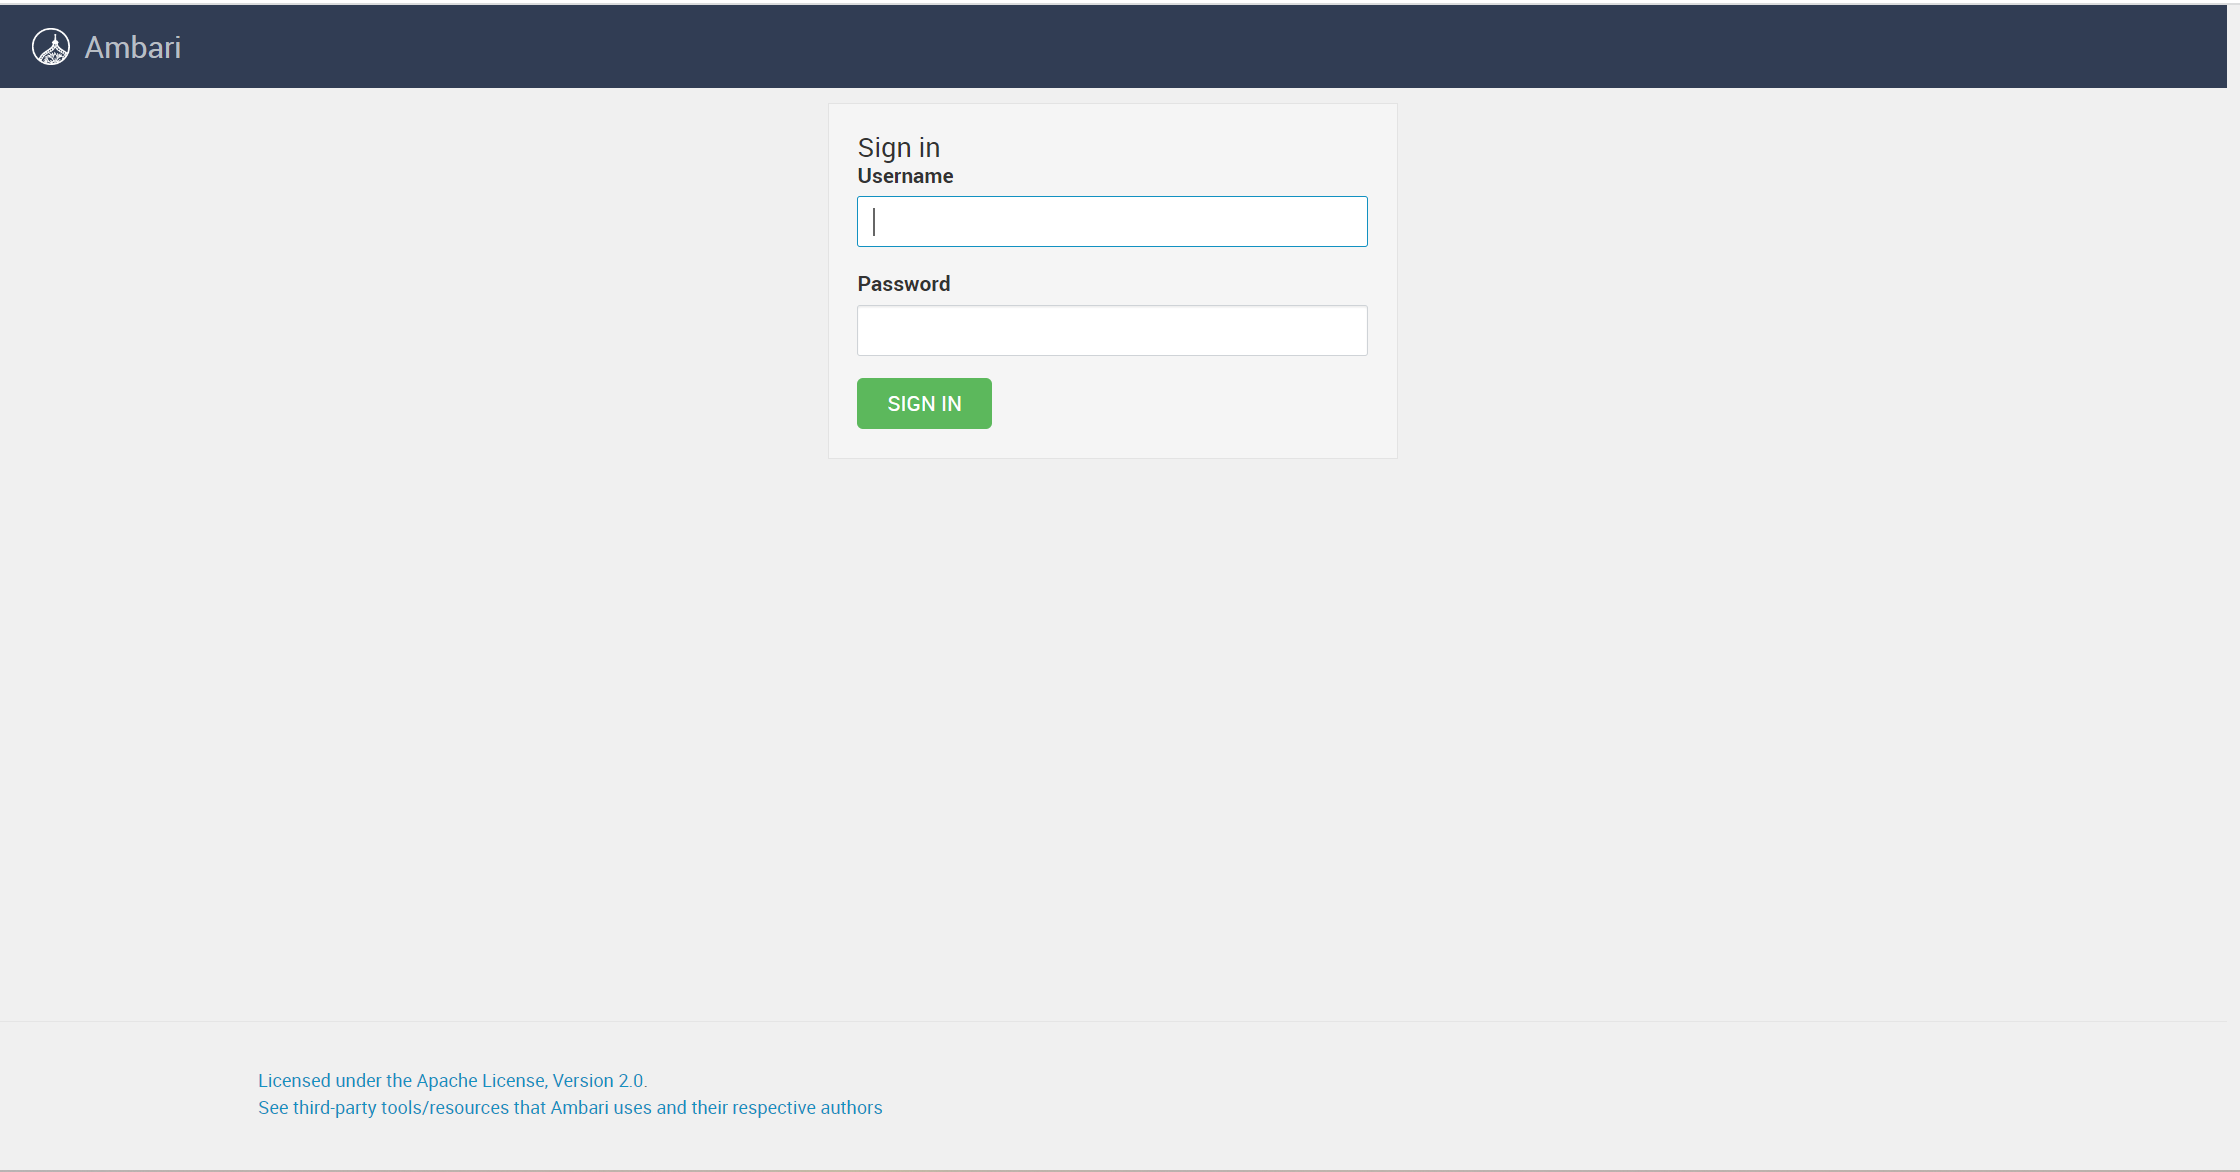 Ambari
Sign in
Username
Password
SIGN IN
Licensed under the Apache License, Version 2.0.
See third-party tools/resources that Ambari uses and their respective authors